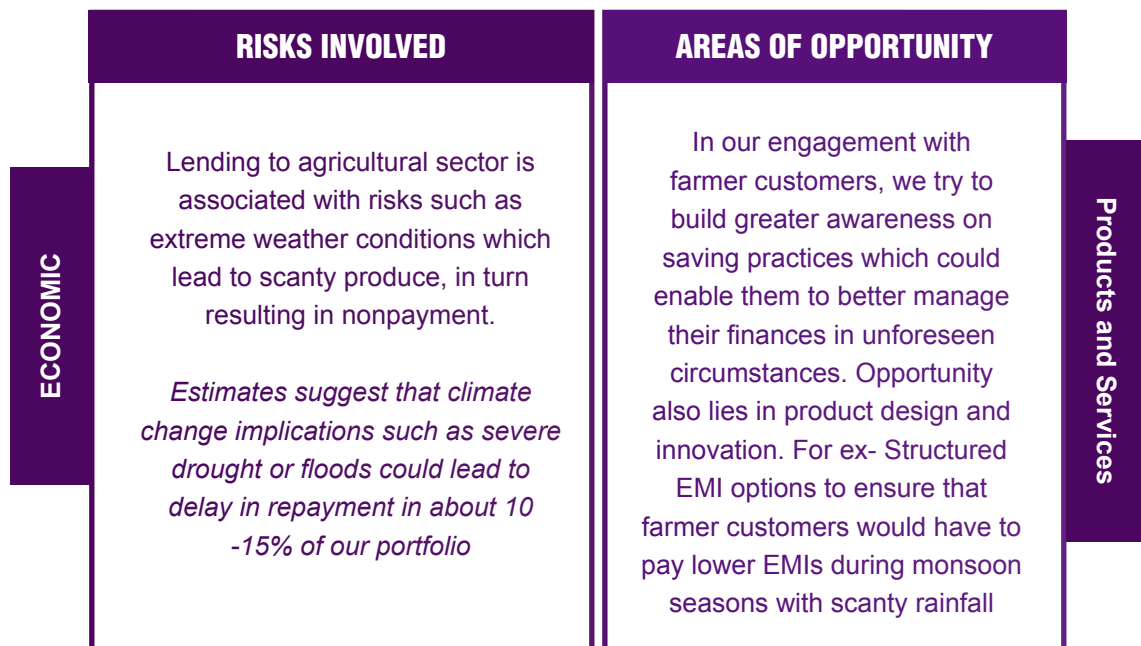 RISKS INVOLVED
AREAS OF OPPORTUNITY
ECONOMIC
Lending to agricultural sector is
associated with risks such as
extreme weather conditions which
lead to scanty produce, in turn
resulting in nonpayment.
Estimates suggest that climate
change implications such as severe
drought or floods could lead to
delay in repayment in about 10
-15% of our portfolio
In our engagement with
farmer customers, we try to
build greater awareness on
saving practices which could
enable them to better manage
their finances in unforeseen
circumstances. Opportunity
also lies in product design and
innovation. For ex- Structured
EMI options to ensure that
farmer customers would have to
pay lower EMIs during monsoon
seasons with scanty rainfall
Products and Services